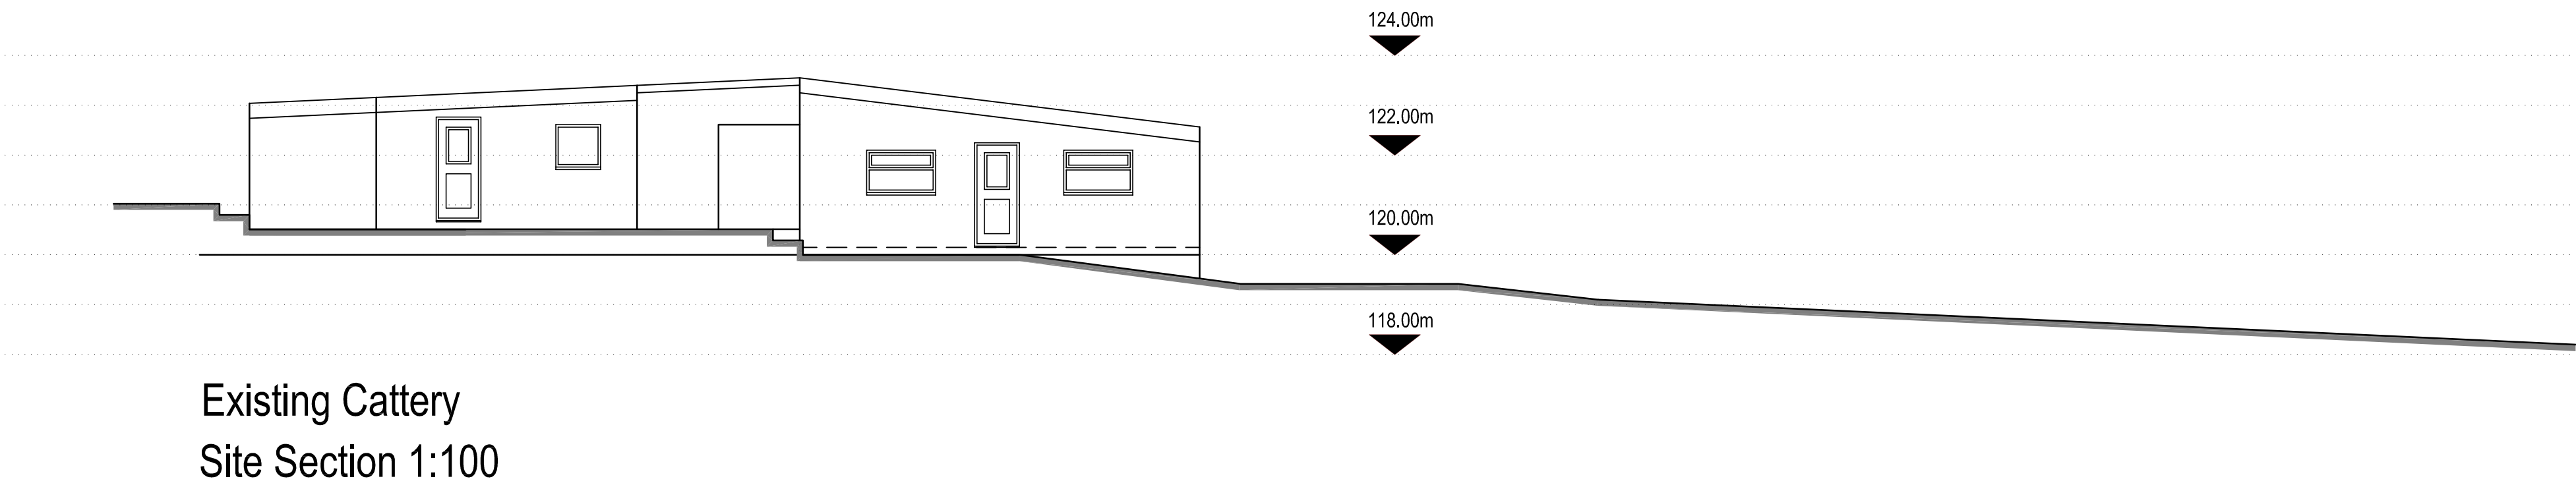 124.00m
122.00m
120.00m
118.00m
Existing Cattery
Site Section 1:100